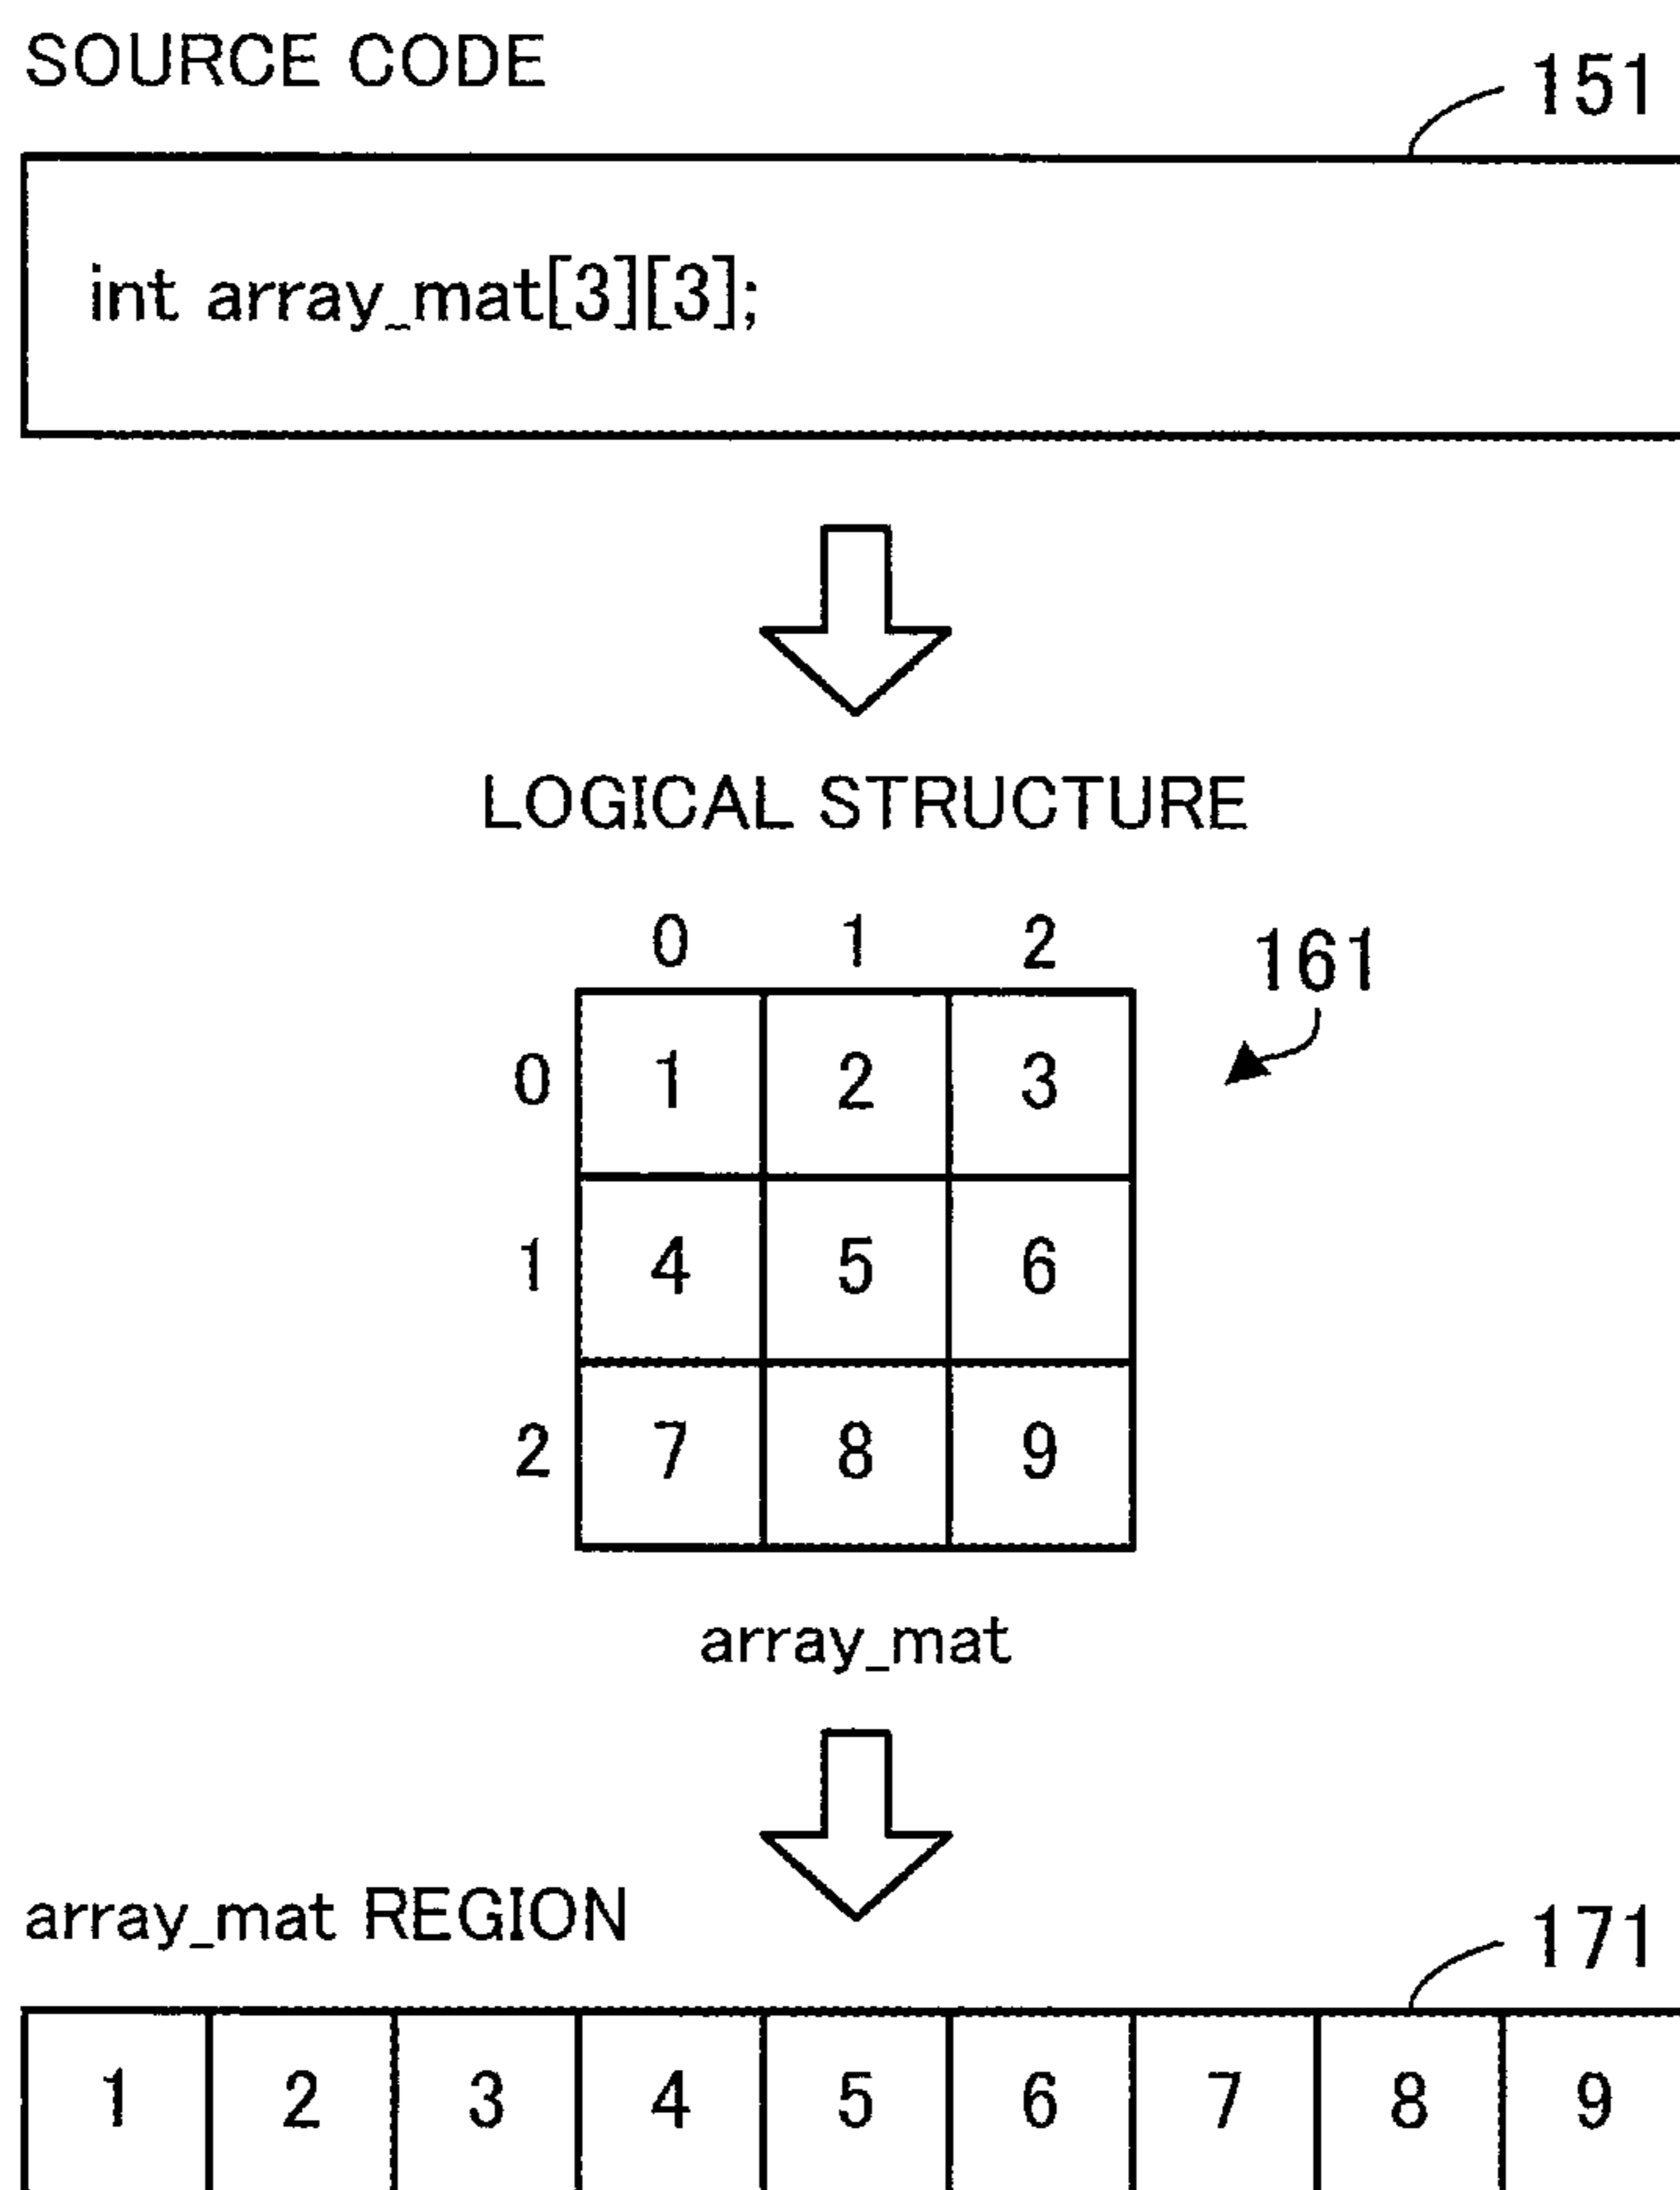 SOURCE CODE
151
int array_mat[3][3];
LOGICAL STRUCTURE
0 1 2
161
0 1 2 3
1 4 5 6
2 7 8 9
array_mat
array_mat REGION
171
1 2 3 4 5 6 7 8 9